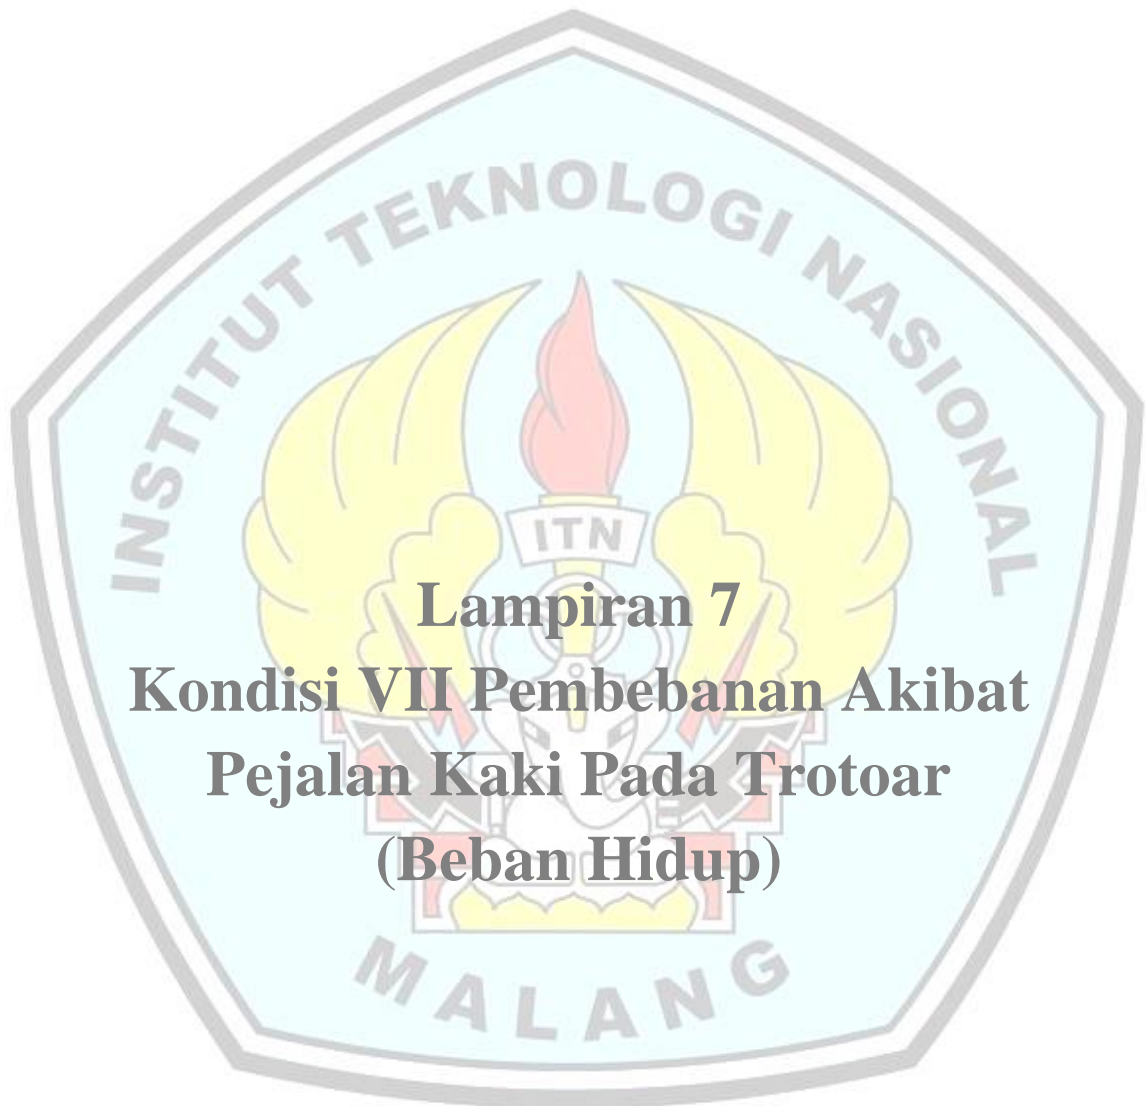 INSTITUT TEKNOLOGI NASIONAL
ITN
Lampiran 7
Kondisi VII Pembebanan Akibat
Pejalan Kaki Pada Trotoar
(Beban Hidup)
MALANG